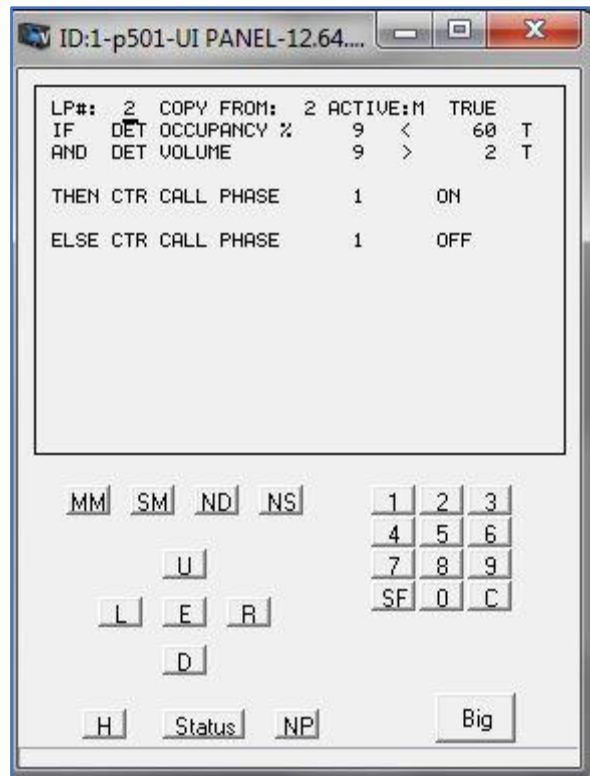 ID:1-p501-UI PANEL-12.64....
LP#: 2 COPY FROM: 2 ACTIVE:M TRUE
IF DET OCCUPANCY % 9 < 60 T
AND DET VOLUME 9 > 2 T
THEN CTR CALL PHASE 1 ON
ELSE CTR CALL PHASE 1 OFF
MM SM ND NS 1 2 3
4 5 6
U 7 8 9
L E R SF 0 C
D
H Status NP Big